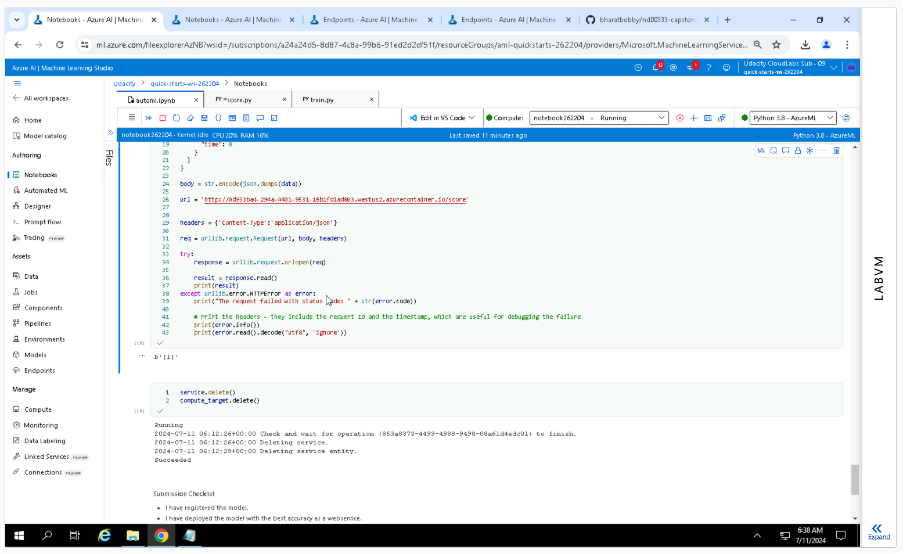 Notebooks - Azure AI | Machine
Notebooks - Azure AI | Machine
Endpoints - Azure AI | Machine
Endpoints - Azure AI | Machine
bharatbobby/nd00333-capstone
ml.azure.com/fileexplorerAzNB?wsid=/subscriptions/a24a24d5-8d87-4c8a-99b6-91ed2d2df51f/resourceGroups/aml-quickstarts-262204/providers/Microsoft.MachineLearningService...
Azure AI | Machine Learning Studio
Udacity CloudLabs Sub - 09
quick-starts-ws-262204
Udacity > quick-starts-ws-262204 > Notebooks
All workspaces
Home
Model catalog
Authoring
Notebooks
Automated ML
Designer
Prompt flow
Tracing PREVIEW
Assets
Data
Jobs
Components
Pipelines
Environments
Models
Endpoints
Manage
Compute
Monitoring
Data Labeling
Linked Services PREVIEW
Connections PREVIEW
Files
automl.ipynb
score.py
train.py
Edit in VS Code
Compute: notebook262204 - Running
Python 3.8 - AzureML
notebook262204 - Kernel idle CPU 20% RAM 16%
Last saved 11 minutes ago
Python 3.8 - AzureML
19 "time": 0
20 }
21 ]
22 }
23
24 body = str.encode(json.dumps(data))
25
26 url = 'http://0d933ba4-294a-4401-9531-16b1fd1ad803.westus2.azurecontainer.io/score'
27
28
29 headers = {'Content-Type':'application/json'}
30
31 req = urllib.request.Request(url, body, headers)
32
33 try:
34 response = urllib.request.urlopen(req)
35
36 result = response.read()
37 print(result)
38 except urllib.error.HTTPError as error:
39 print("The request failed with status code: " + str(error.code))
40
41 # Print the headers - they include the requert ID and the timestamp, which are useful for debugging the failure
42 print(error.info())
43 print(error.read().decode("utf8", 'ignore'))
b'[1]'
1 service.delete()
2 compute_target.delete()
Running
2024-07-11 06:12:26+00:00 Check and wait for operation (853a8373-4499-4988-9498-08a61d4edc01) to finish.
2024-07-11 06:12:26+00:00 Deleting service.
2024-07-11 06:12:29+00:00 Deleting service entity.
Succeeded
Submission Checklist
I have registered the model.
I have deployed the model with the best accuracy as a webservice.
6:38 AM
7/11/2024
LABVM
Expand